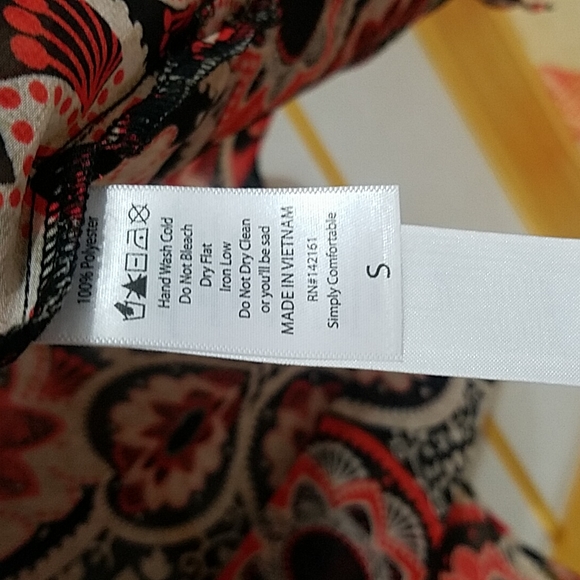 100% Polyester
Hand Wash Cold
Do Not Bleach
Dry Flat
Iron Low
Do Not Dry Clean
or you'll be sad
MADE IN VIETNAM
RN#142161
Simply Comfortable
S